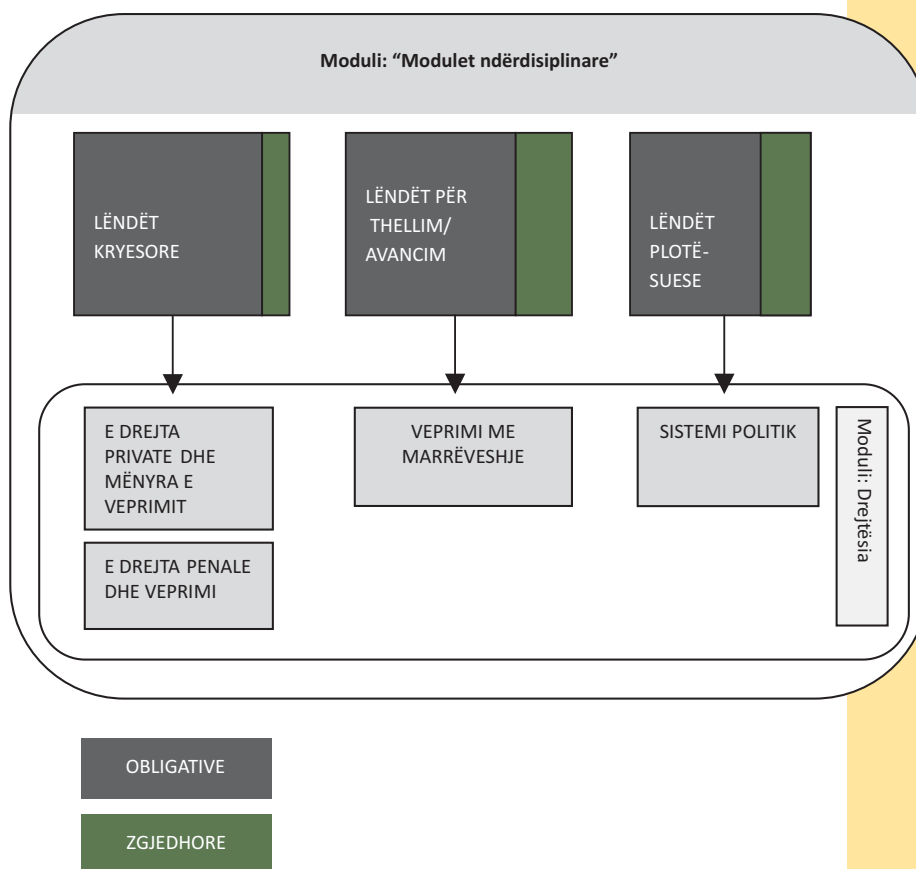 Moduli: “Modulet ndërdisiplinare”
LËNDËT
KRYESORE
LËNDËT PËR
THELLIM/
AVANCIM
LËNDËT
PLOTË-
SUESE
E DREJTA
PRIVATE DHE
MËNYRA E
VEPRIMIT
E DREJTA PENALE
DHE VEPRIMI
VEPRIMI ME
MARRËVESHJE
SISTEMI POLITIK
Moduli: Drejtësia
OBLIGATIVE
ZGJEDHORE